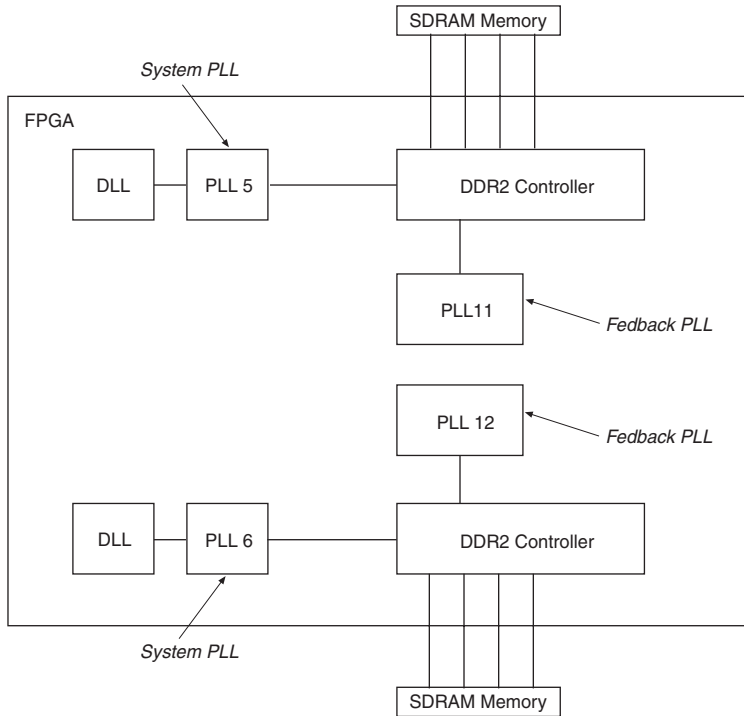 SDRAM Memory
System PLL
FPGA
DLL
PLL 5
DDR2 Controller
PLL11
Fedback PLL
PLL 12
Fedback PLL
DLL
PLL 6
DDR2 Controller
System PLL
SDRAM Memory